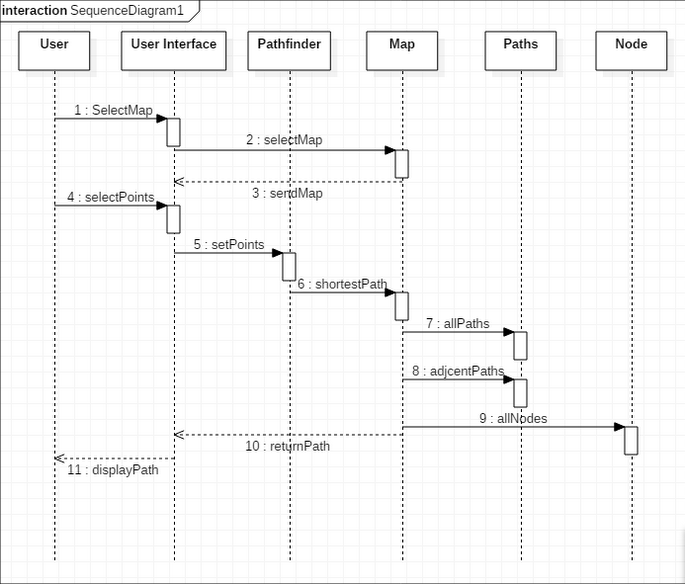 interaction SequenceDiagram1
User
User Interface
Pathfinder
Map
Paths
Node
1 : SelectMap
2 : selectMap
3 : sendMap
4 : selectPoints
5 : setPoints
6 : shortestPath
7 : allPaths
8 : adjcentPaths
9 : allNodes
10 : returnPath
11 : displayPath